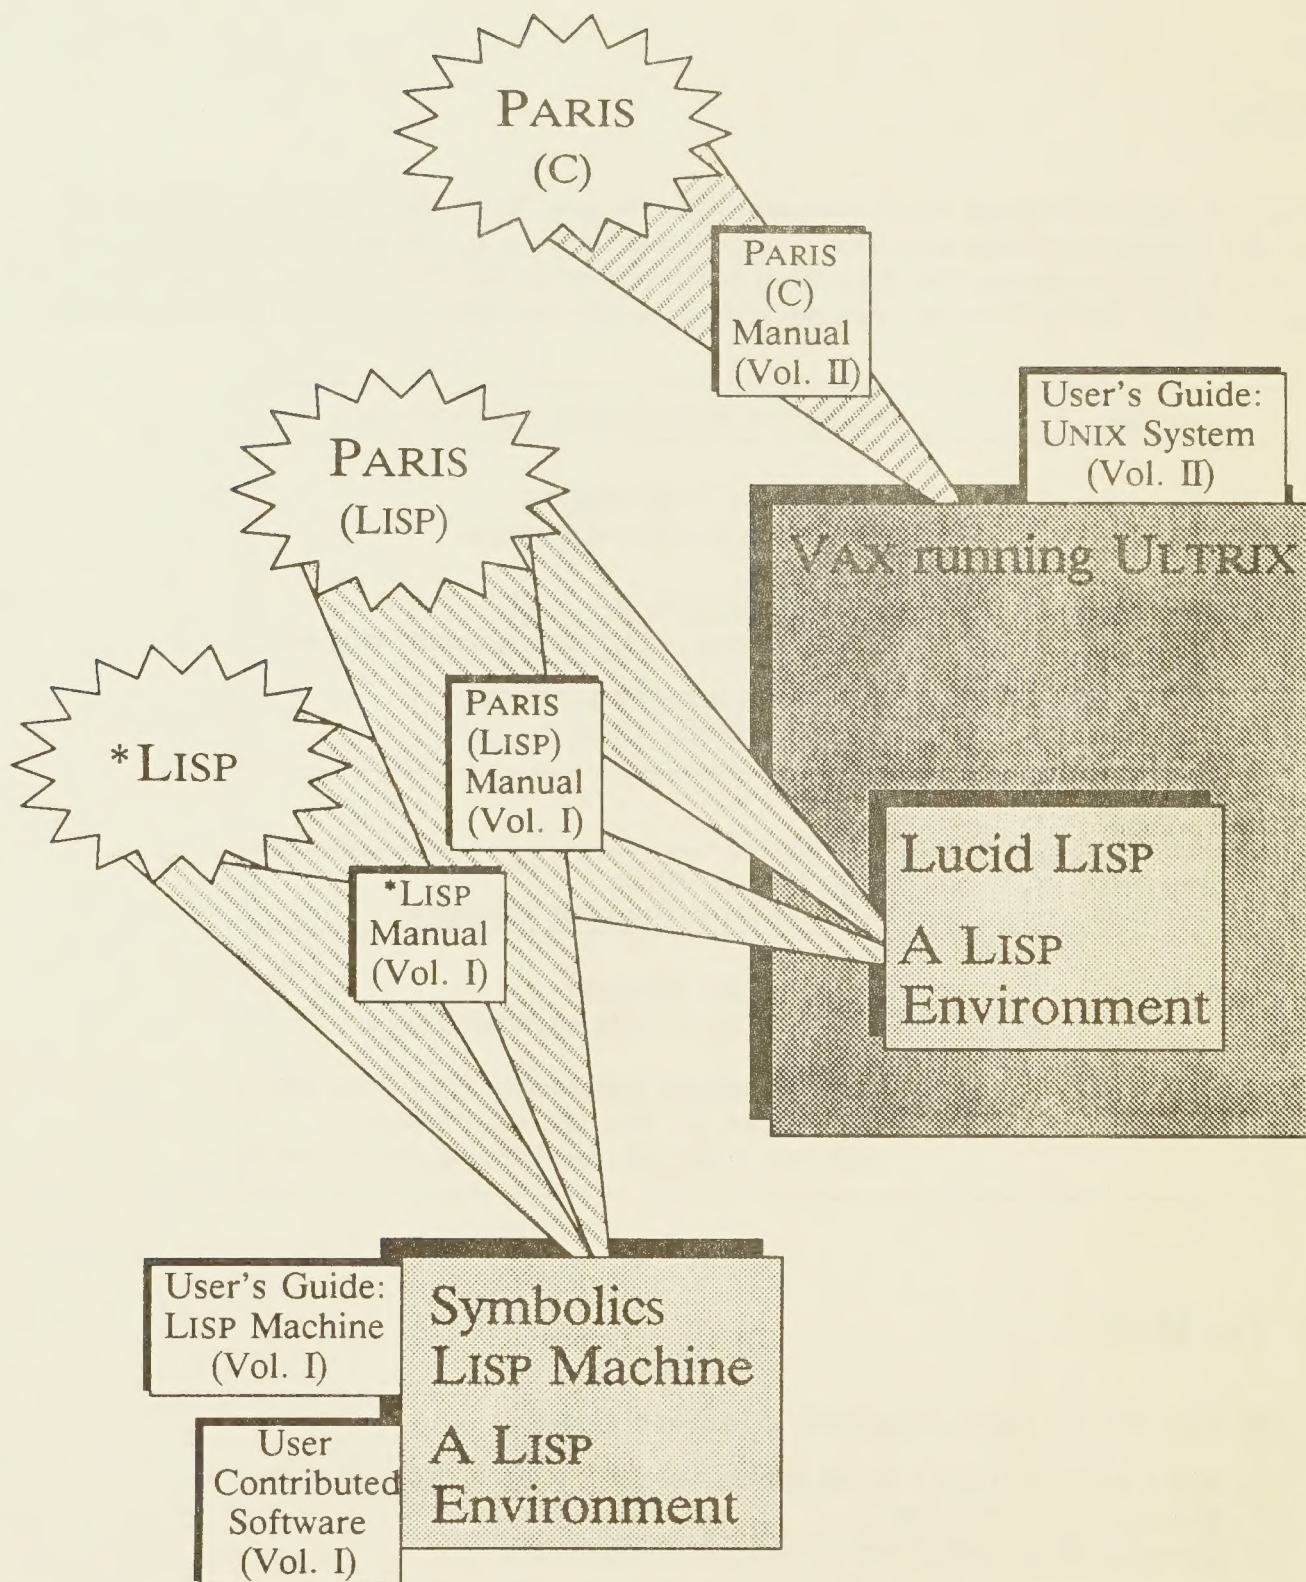 PARIS
(C)
PARIS
(C)
Manual
(Vol. II)
User's Guide:
UNIX System
(Vol. II)
PARIS
(LISP)
VAX running ULTRIX
*LISP
PARIS
(LISP)
Manual
(Vol. I)
Lucid LISP
A LISP
Environment
*LISP
Manual
(Vol. I)
User's Guide:
LISP Machine
(Vol. I)
Symbolics
LISP Machine
A LISP
Environment
User
Contributed
Software
(Vol. I)